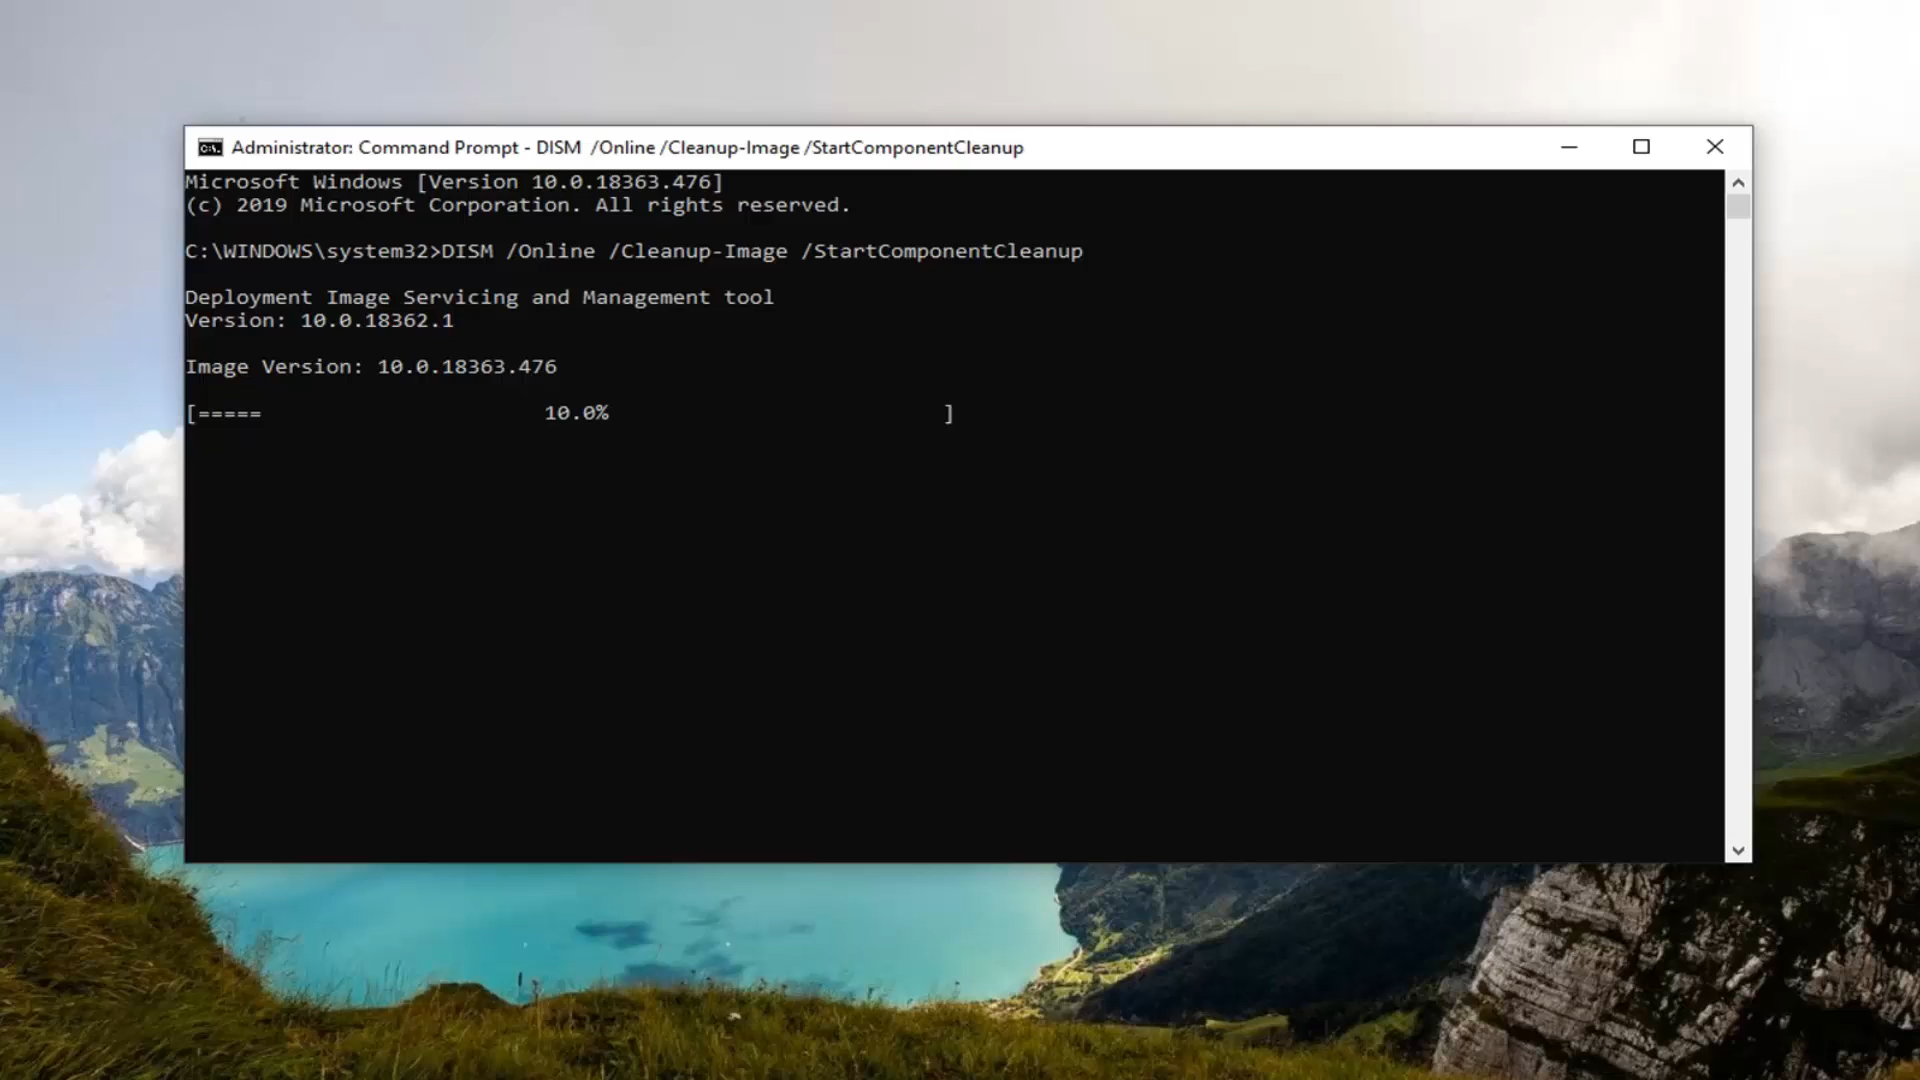 Administrator: Command Prompt - DISM  /Online /Cleanup-Image /StartComponentCleanup
Microsoft Windows [Version 10.0.18363.476]
(c) 2019 Microsoft Corporation. All rights reserved.
C:\WINDOWS\system32>DISM /Online /Cleanup-Image /StartComponentCleanup
Deployment Image Servicing and Management tool
Version: 10.0.18362.1
Image Version: 10.0.18363.476
[=====                      10.0%                          ]